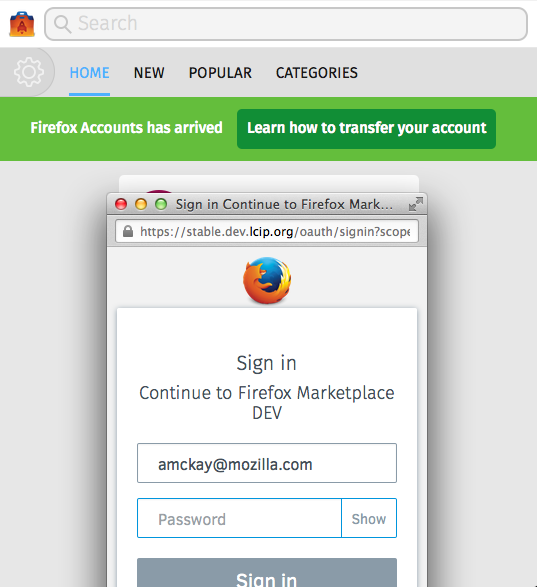 Search
HOME NEW POPULAR CATEGORIES
Firefox Accounts has arrived Learn how to transfer your account
Sign in Continue to Firefox Mark...
https://stable.dev.lcip.org/oauth/signin?scope
Sign in
Continue to Firefox Marketplace
DEV
amckay@mozilla.com
Password Show
Sign in